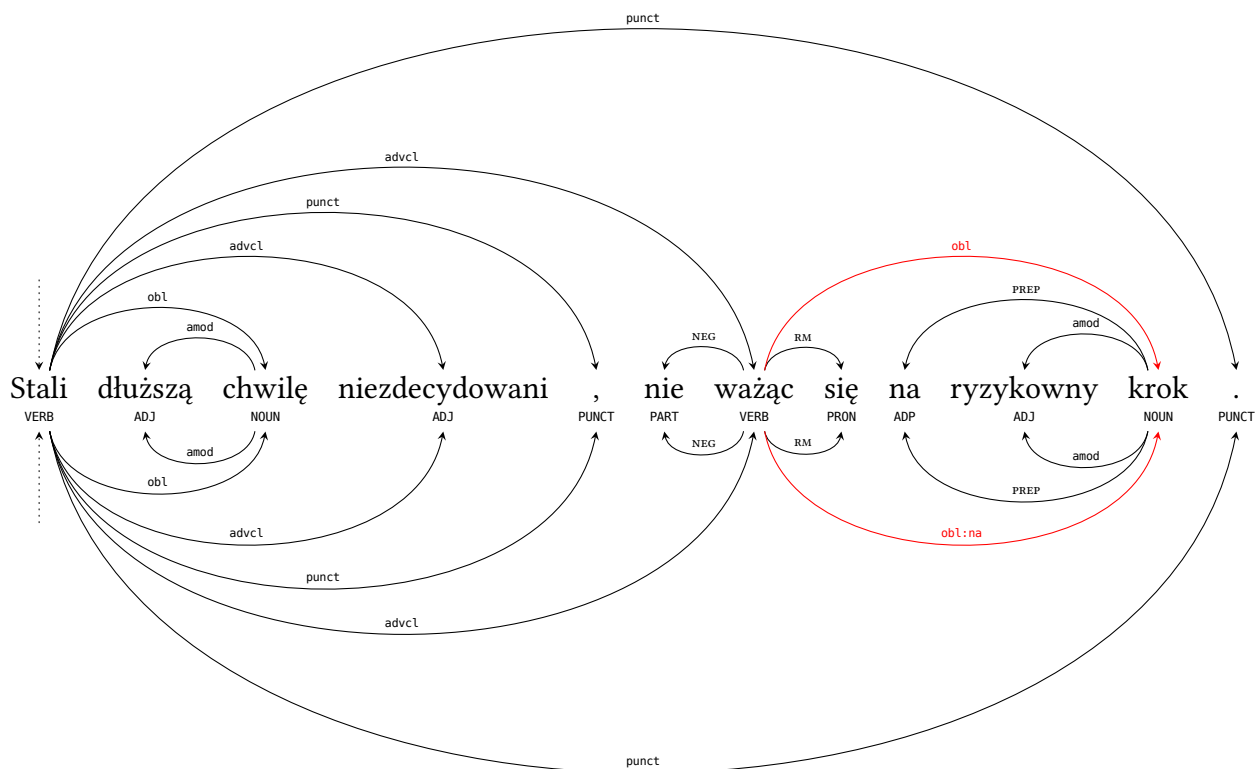 punct
advcl
punct
advcl
obl
obl
PREP
amod
amod
NEG
RM
Stali dłuższą chwilę niezdecydowani , nie ważąc się na ryzykowny krok .
VERB ADJ NOUN ADJ PUNCT PART VERB PRON ADP ADJ NOUN PUNCT
NEG
RM
amod
amod
obl
PREP
advcl
obl:na
punct
advcl
punct